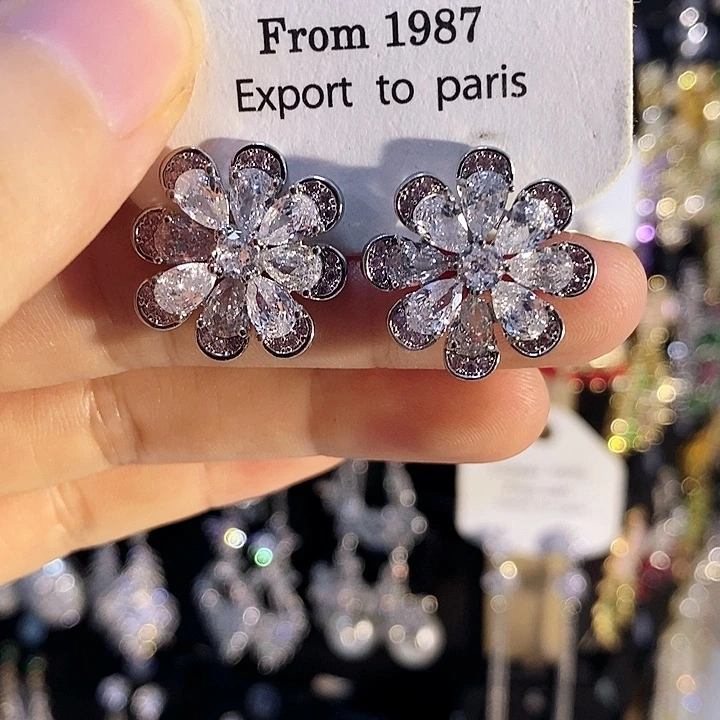 From 1987
Export to paris